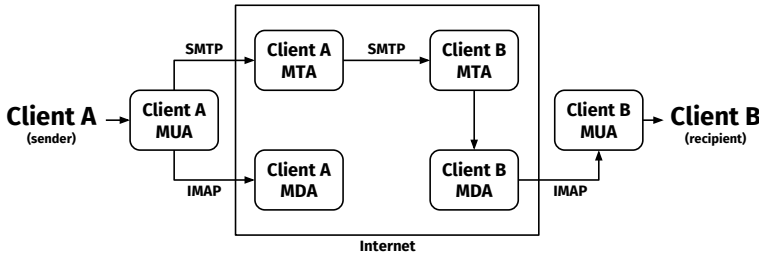 Client A
(sender)
Client A
MUA
SMTP
IMAP
Client A
MTA
SMTP
Client B
MTA
Client A
MDA
Client B
MDA
IMAP
Client B
MUA
Client B
(recipient)
Internet